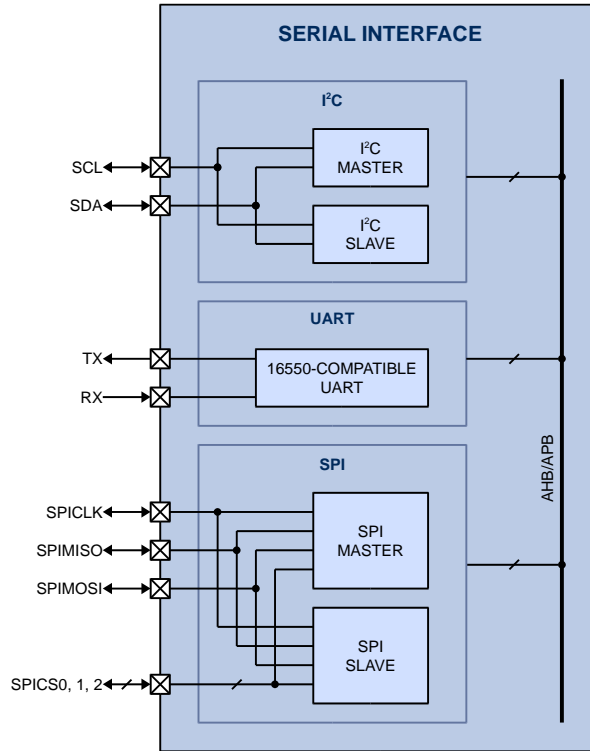 SERIAL INTERFACE
I²C
I²C
MASTER
SCL
SDA
I²C
SLAVE
UART
TX
16550-COMPATIBLE
UART
RX
AHB/APB
SPI
SPICLK
SPI
MASTER
SPIMISO
SPIMOSI
SPI
SLAVE
SPICS0, 1, 2